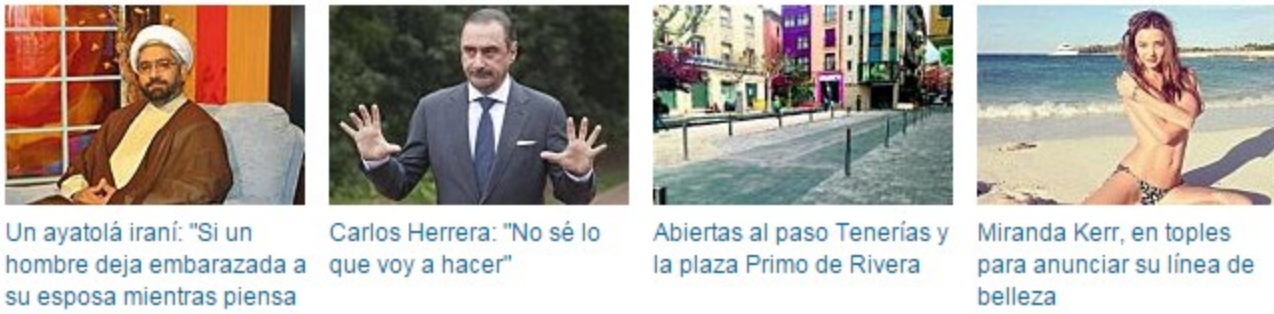 Un ayatolá iraní: "Si un
hombre deja embarazada a
su esposa mientras piensa
Carlos Herrera: "No sé lo
que voy a hacer"
Abiertas al paso Tenerías y
la plaza Primo de Rivera
Miranda Kerr, en toples
para anunciar su línea de
belleza